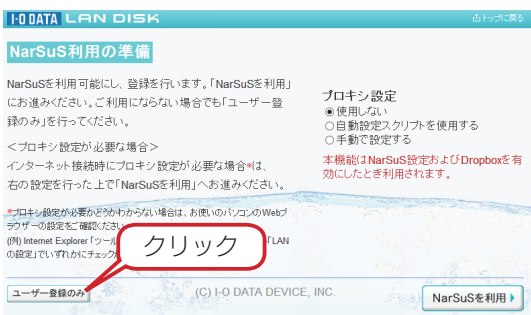 I-O DATA LAN DISK
トップに戻る
NarSuS利用の準備
NarSuSを利用可能にし、登録を行います。「NarSuSを利用」
にお進みください。ご利用にならない場合でも「ユーザー登
録のみ」を行ってください。
＜プロキシ設定が必要な場合＞
インターネット接続時にプロキシ設定が必要な場合*は、
右の設定を行った上で「NarSuSを利用」へお進みください。
*プロキシ設定が必要かどうかわからない場合は、お使いのパソコンのWebブ
ラウザーの設定をご確認ください
(例) Internet Explorer「ツール 「LAN
の設定」でいずれかにチェックが
プロキシ設定
使用しない
自動設定スクリプトを使用する
手動で設定する
本機能はNarSuS設定およびDropboxを有
効にしたとき利用されます。
クリック
ユーザー登録のみ
(C) I-O DATA DEVICE, INC.
NarSuSを利用